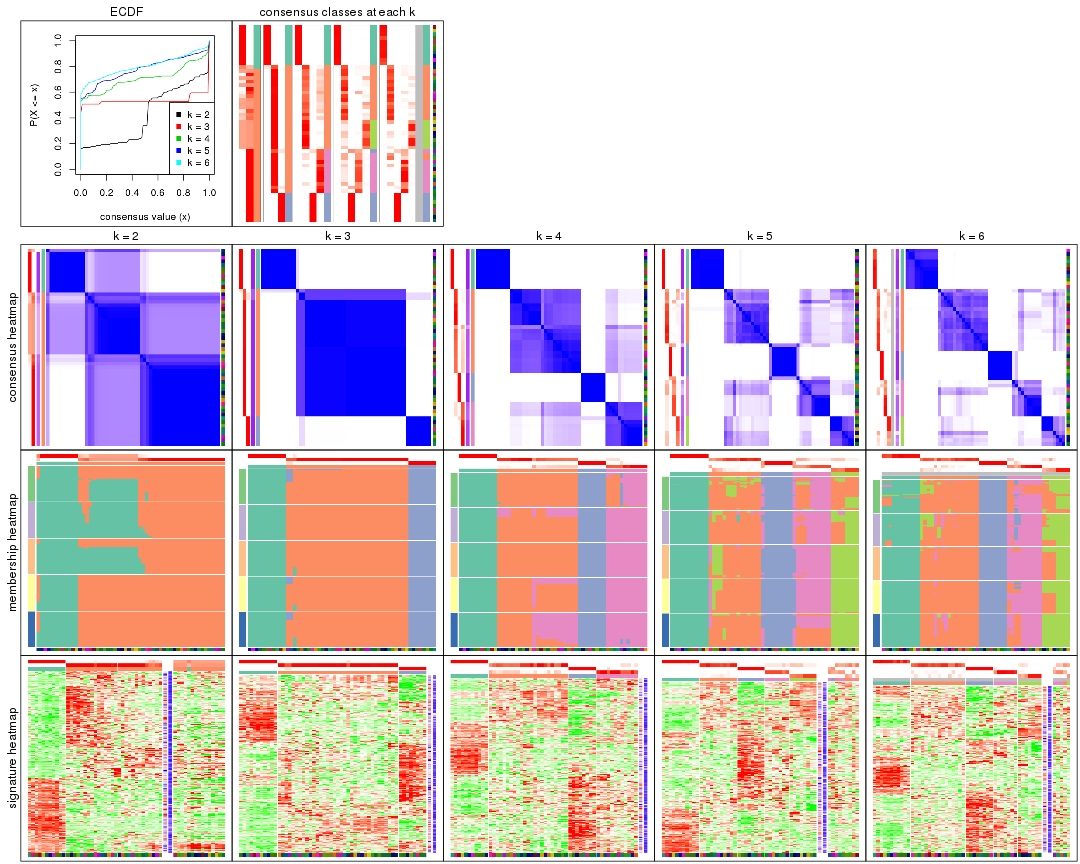 ECDF
consensus classes at each k
P(X <= x)
0.0 0.2 0.4 0.6 0.8 1.0
k = 2
k = 3
k = 4
k = 5
k = 6
0.0 0.2 0.4 0.6 0.8 1.0
consensus value (x)
k = 2
k = 3
k = 4
k = 5
k = 6
consensus heatmap
membership heatmap
signature heatmap